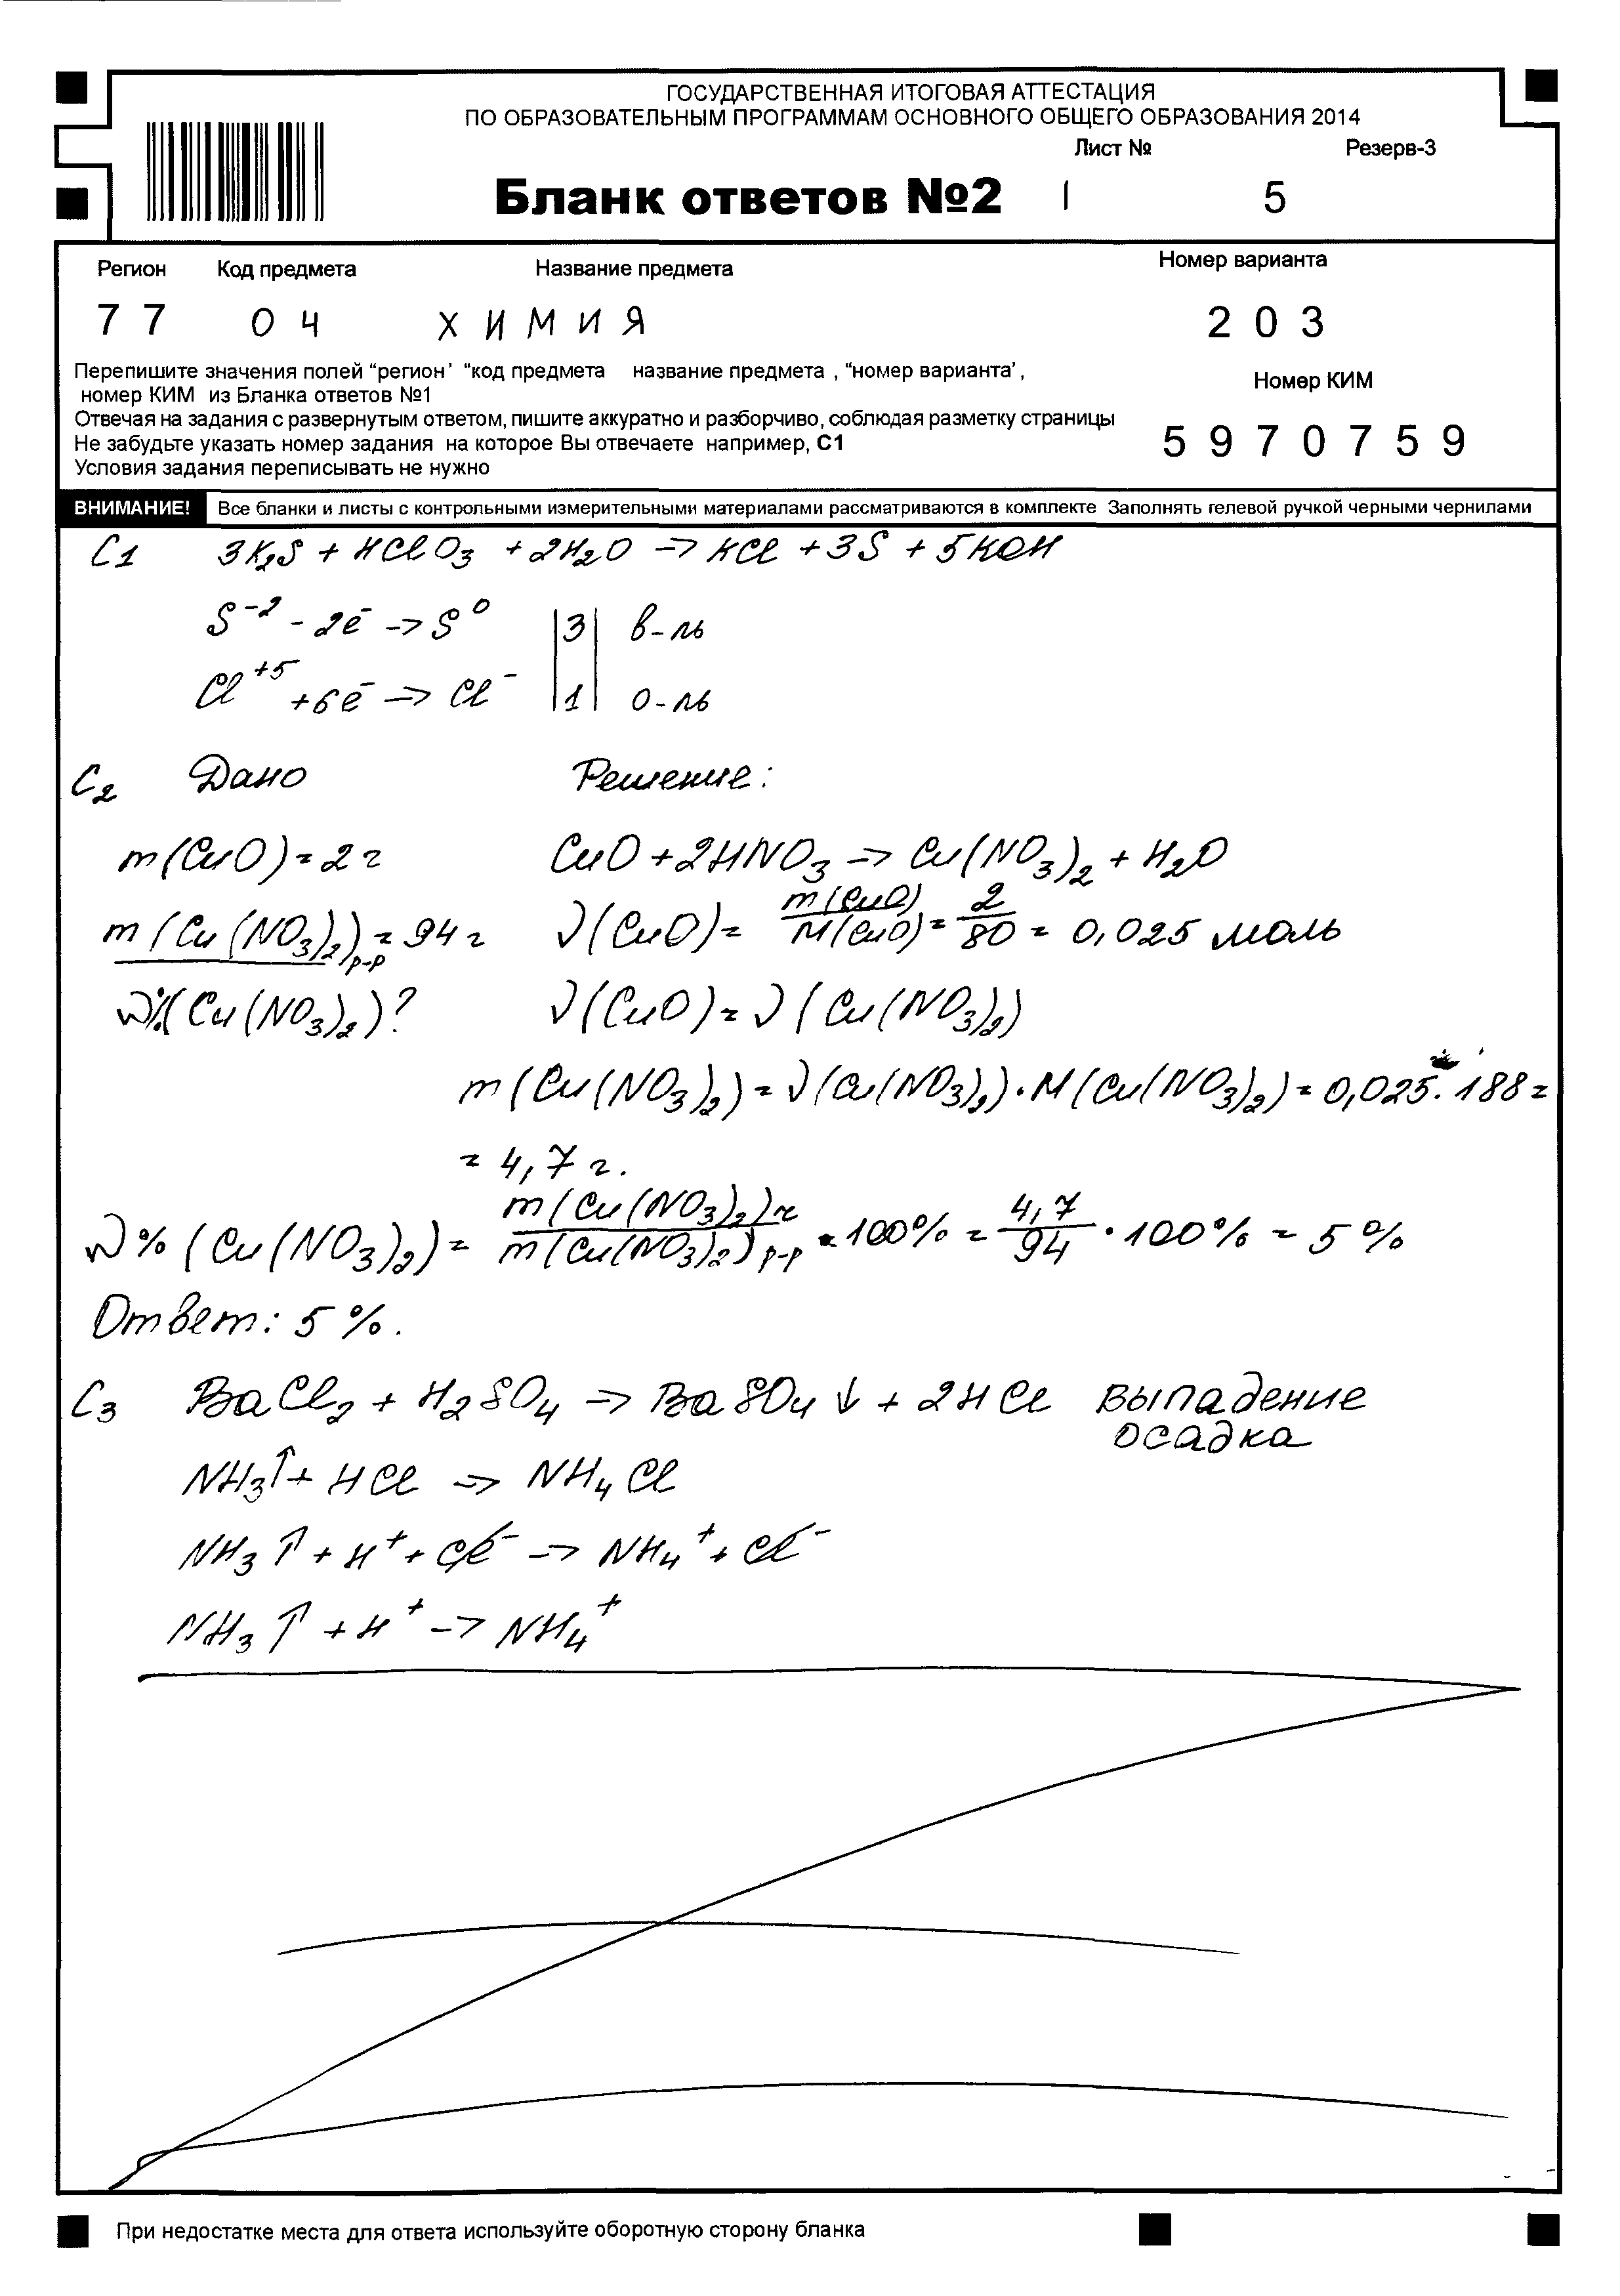 ГОСУДАРСТВЕННАЯ ИТОГОВАЯ АТТЕСТАЦИЯ
ПО ОБРАЗОВАТЕЛЬНЫМ ПРОГРАММАМ ОСНОВНОГО ОБЩЕГО ОБРАЗОВАНИЯ 2014
Лист № Резерв-3
Бланк ответов №2 1 5
Регион Код предмета Название предмета Номер варианта
77 04 ХИМИЯ 203
Перепишите значения полей “регион’ “код предмета название предмета , “номер варианта’,
номер КИМ из Бланка ответов №1
Номер КИМ
Отвечая на задания с развернутым ответом, пишите аккуратно и разборчиво, соблюдая разметку страницы
Не забудьте указать номер задания на которое Вы отвечаете например, С1
5970759
Условия задания переписывать не нужно
ВНИМАНИЕ! Все бланки и листы с контрольными измерительными материалами рассматриваются в комплекте Заполнять гелевой ручкой черными чернилами
С1 3K₂S + KClO₃ + 2H₂O → KCl + 3S + 5KOH
S⁻² - 2ē → S⁰ |3| в-ль
Cl⁺⁵ + 6ē → Cl⁻ |1| о-ль
С₂ Дано Решение:
m(CuO) = 2 г CuO + 2HNO₃ → Cu(NO₃)₂ + H₂O
m(Cu(NO₃)₂)р-р = 94 г ν(CuO) = m(CuO)/M(CuO) = 2/80 = 0,025 моль
ω%(Cu(NO₃)₂)? ν(CuO) = ν(Cu(NO₃)₂)
m(Cu(NO₃)₂) = ν(Cu(NO₃)₂) · M(Cu(NO₃)₂) = 0,025 · 188 =
= 4,7 г.
ω%(Cu(NO₃)₂) = m(Cu(NO₃)₂)ч/m(Cu(NO₃)₂)р-р · 100% = 4,7/94 · 100% = 5%
Ответ: 5%.
С₃ BaCl₂ + H₂SO₄ → BaSO₄↓ + 2HCl выпадение
осадка
NH₃↑ + HCl → NH₄Cl
NH₃↑ + H⁺ + Cl⁻ → NH₄⁺ + Cl⁻
NH₃↑ + H⁺ → NH₄⁺
При недостатке места для ответа используйте оборотную сторону бланка